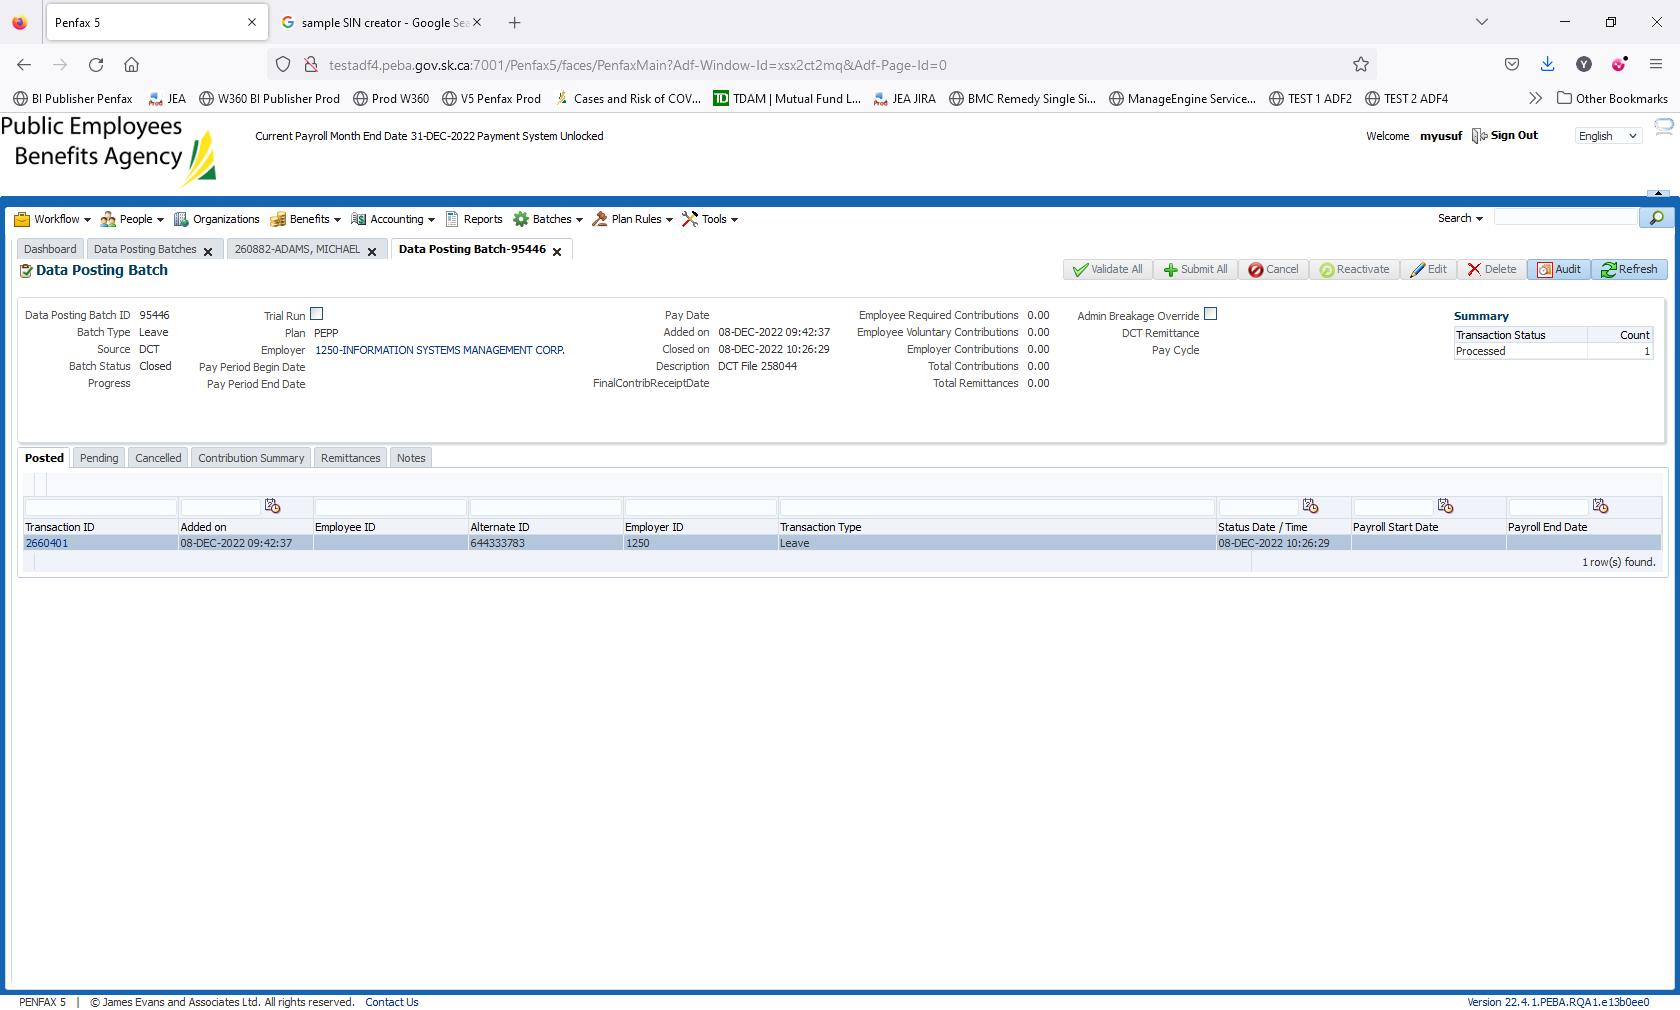 Penfax 5
sample SIN creator - Google Sea
testadf4.peba.gov.sk.ca:7001/Penfax5/faces/PenfaxMain?Adf-Window-Id=xsx2ct2mq&Adf-Page-Id=0
BI Publisher Penfax JEA W360 BI Publisher Prod Prod W360 V5 Penfax Prod Cases and Risk of COV... TDAM | Mutual Fund L... JEA JIRA BMC Remedy Single Si... ManageEngine Service... TEST 1 ADF2 TEST 2 ADF4 Other Bookmarks
Public Employees
Benefits Agency
Current Payroll Month End Date 31-DEC-2022 Payment System Unlocked
Welcome myusuf Sign Out English
Workflow People Organizations Benefits Accounting Reports Batches Plan Rules Tools Search
Dashboard Data Posting Batches 260882-ADAMS, MICHAEL Data Posting Batch-95446
Data Posting Batch
Validate All Submit All Cancel Reactivate Edit Delete Audit Refresh
Data Posting Batch ID 95446
Batch Type Leave
Source DCT
Batch Status Closed
Progress
Trial Run
Plan PEPP
Employer 1250-INFORMATION SYSTEMS MANAGEMENT CORP.
Pay Period Begin Date
Pay Period End Date
Pay Date
Added on 08-DEC-2022 09:42:37
Closed on 08-DEC-2022 10:26:29
Description DCT File 258044
FinalContribReceiptDate
Employee Required Contributions 0.00
Employee Voluntary Contributions 0.00
Employer Contributions 0.00
Total Contributions 0.00
Total Remittances 0.00
Admin Breakage Override
DCT Remittance
Pay Cycle
Summary
Transaction Status Count
Processed 1
Posted Pending Cancelled Contribution Summary Remittances Notes
Transaction ID Added on Employee ID Alternate ID Employer ID Transaction Type Status Date / Time Payroll Start Date Payroll End Date
2660401 08-DEC-2022 09:42:37 644333783 1250 Leave 08-DEC-2022 10:26:29
1 row(s) found.
PENFAX 5 | © James Evans and Associates Ltd. All rights reserved. Contact Us
Version 22.4.1.PEBA.RQA1.e13b0ee0